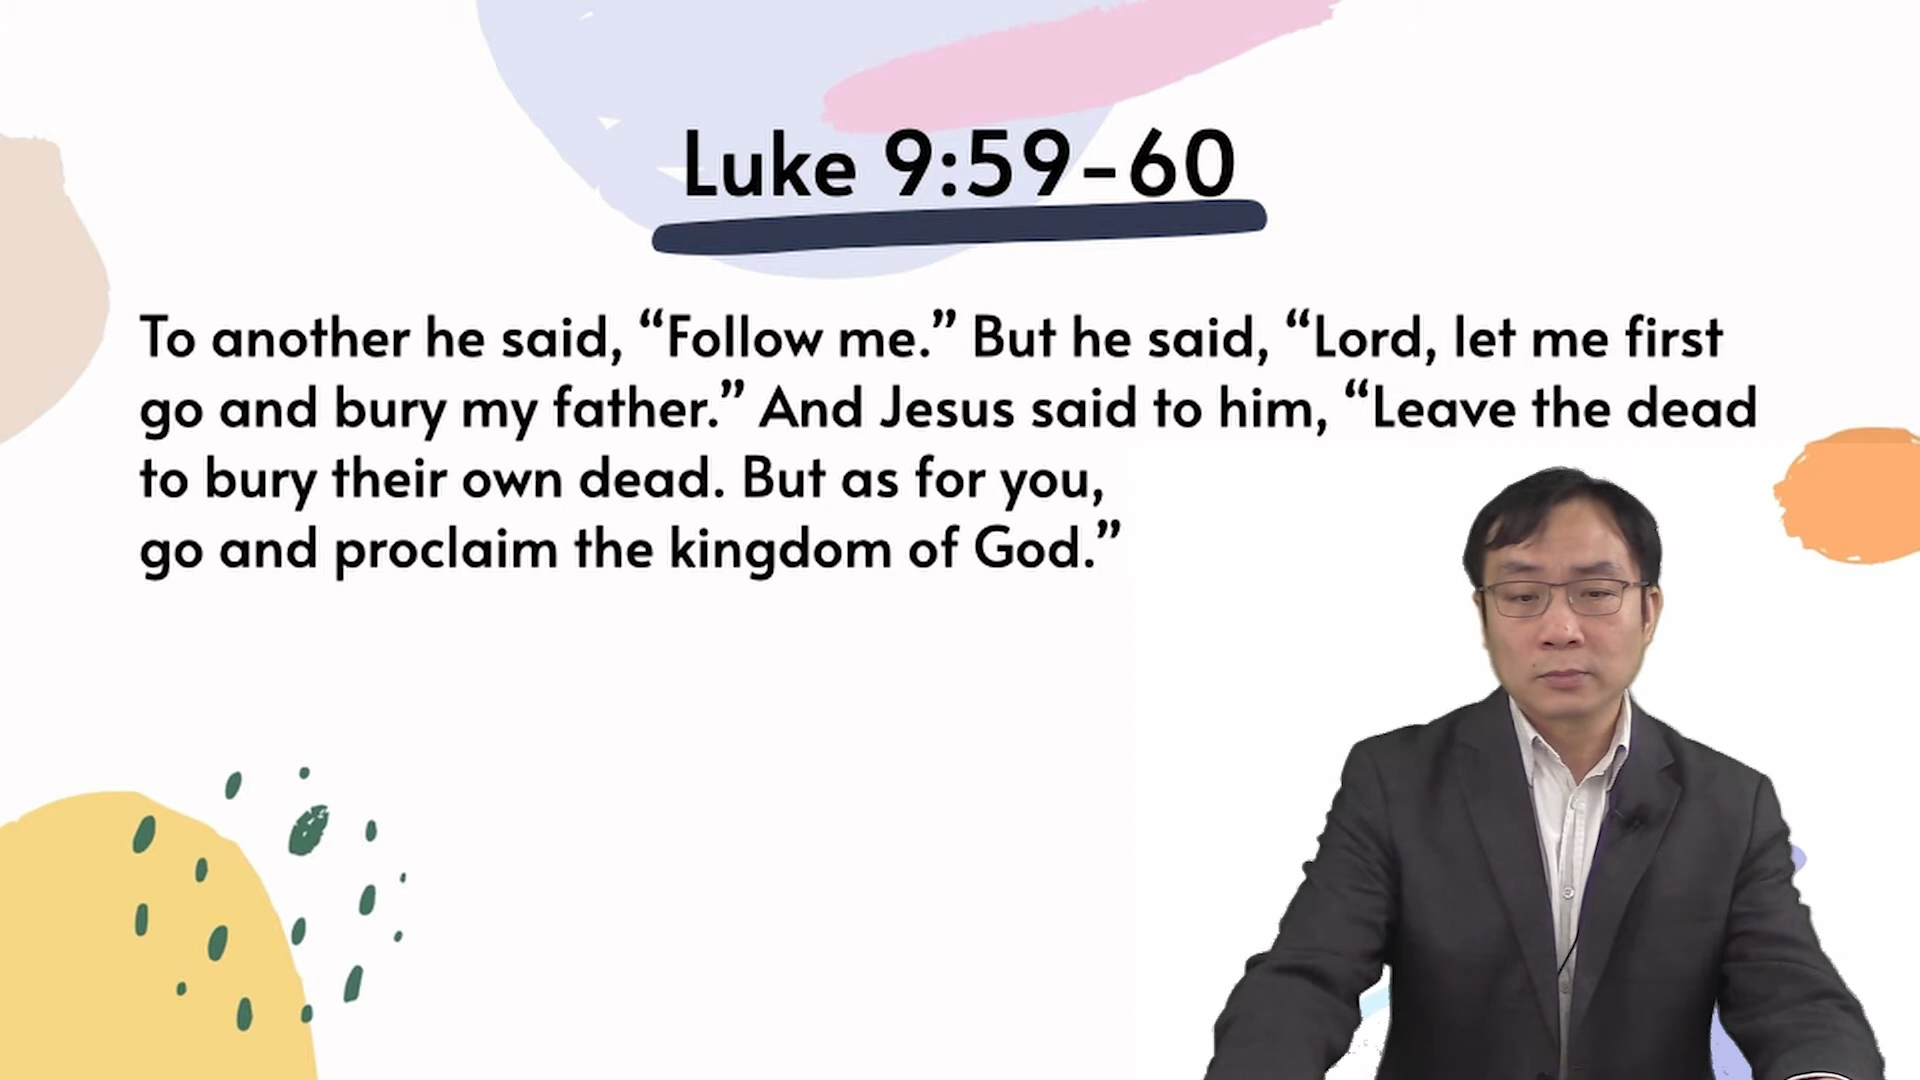 Luke 9:59-60
To another he said, “Follow me.” But he said, “Lord, let me first
go and bury my father.” And Jesus said to him, “Leave the dead
to bury their own dead. But as for you,
go and proclaim the kingdom of God.”